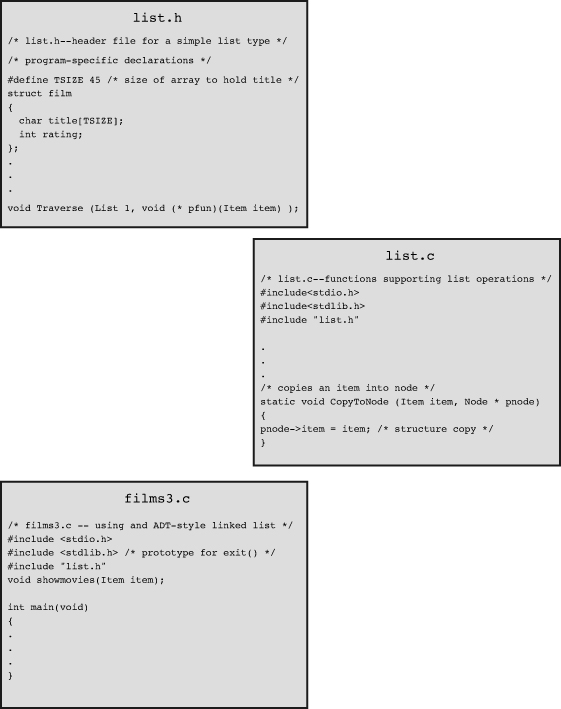 list.h
/* list.h--header file for a simple list type */
/* program-specific declarations */
#define TSIZE 45 /* size of array to hold title */
struct film
{
char title[TSIZE];
int rating;
};
.
.
.
void Traverse (List l, void (* pfun)(Item item) );
list.c
/* list.c--functions supporting list operations */
#include<stdio.h>
#include<stdlib.h>
#include "list.h"
.
.
.
/* copies an item into node */
static void CopyToNode (Item item, Node * pnode)
{
pnode->item = item; /* structure copy */
}
films3.c
/* films3.c -- using and ADT-style linked list */
#include <stdio.h>
#include <stdlib.h> /* prototype for exit() */
#include "list.h"
void showmovies(Item item);
int main(void)
{
.
.
.
}